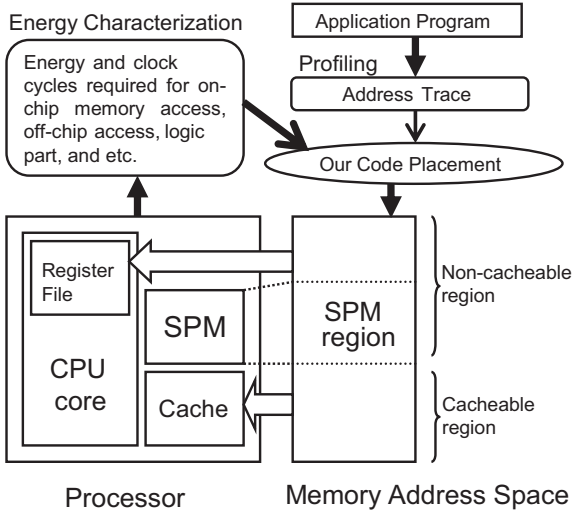 Energy Characterization
Energy and clock
cycles required for on-
chip memory access,
off-chip access, logic
part, and etc.
Application Program
Profiling
Address Trace
Our Code Placement
Register
File
SPM
CPU
core
Cache
SPM
region
Non-cacheable
region
Cacheable
region
Processor
Memory Address Space